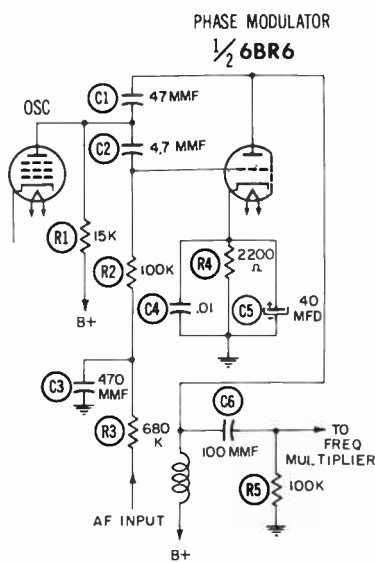 PHASE MODULATOR
1/2 6BR6
OSC
C1 47 MMF
C2 4.7 MMF
R1 15K
B+
R2 100K
R4 2200 Ω
C4 .01
C5 + 40 MFD
C3 470 MMF
R3 680 K
C6
100 MMF
TO FREQ MULTIPLIER
R5 100K
AF INPUT
B+